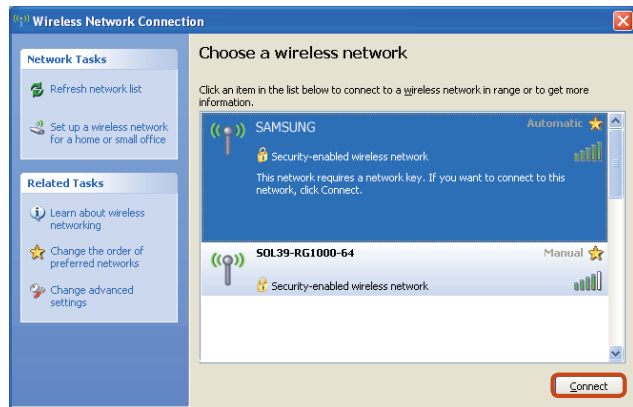 Wireless Network Connection
Network Tasks
Refresh network list
Set up a wireless network
for a home or small office
Related Tasks
Learn about wireless
networking
Change the order of
preferred networks
Change advanced
settings
Choose a wireless network
Click an item in the list below to connect to a wireless network in range or to get more
information.
SAMSUNG
Automatic
Security-enabled wireless network
This network requires a network key. If you want to connect to this
network, click Connect.
SOL39-RG1000-64
Manual
Security-enabled wireless network
Connect